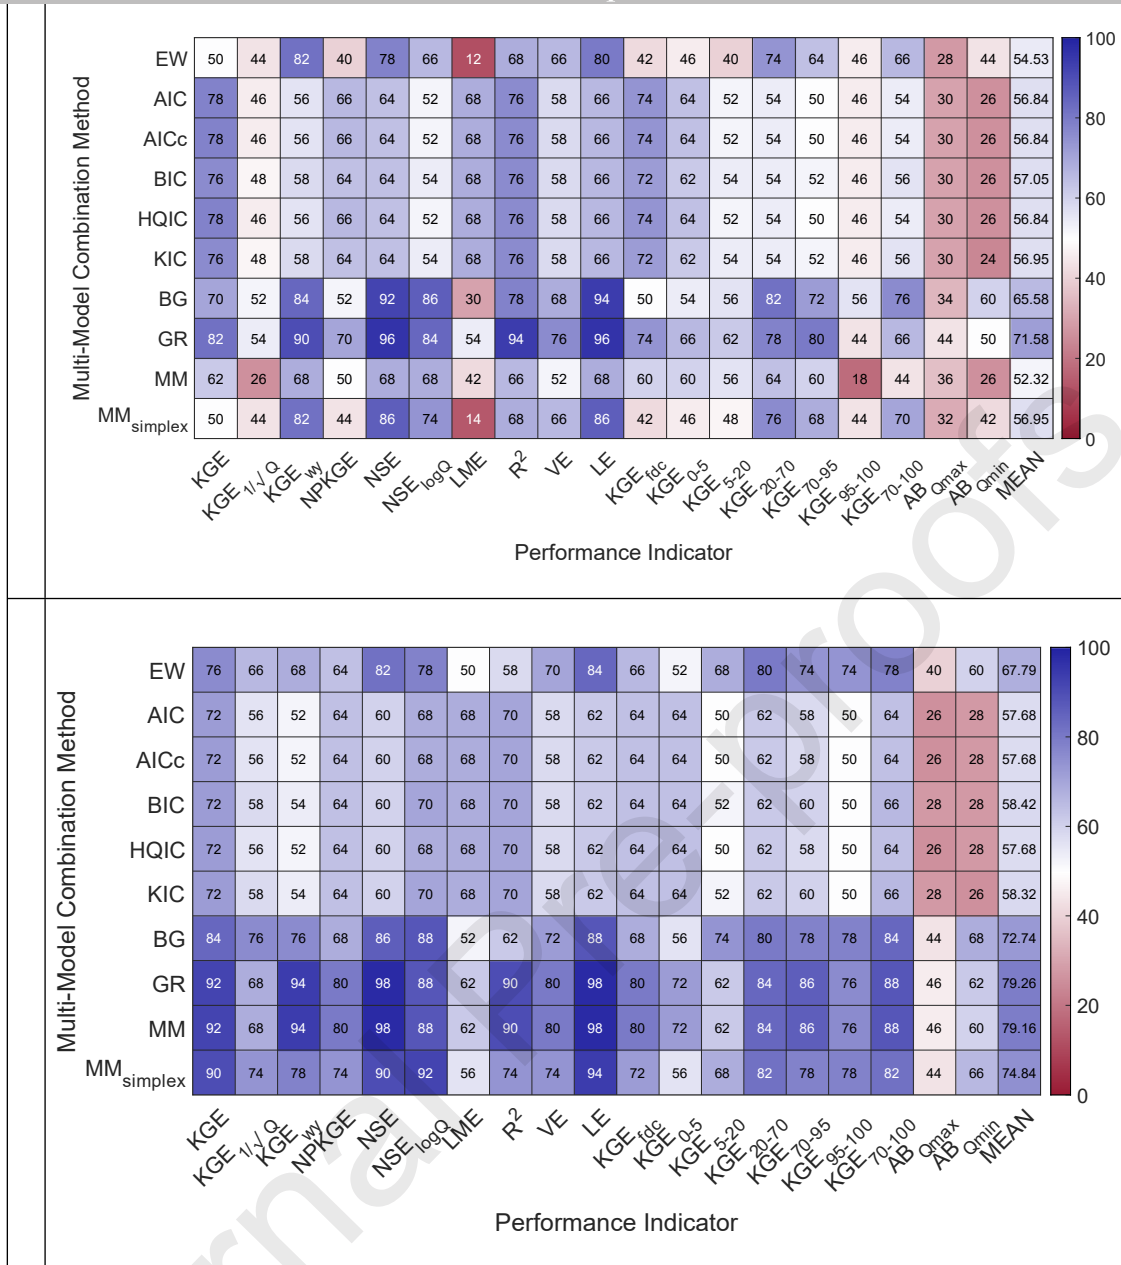 EW 50 44 82 40 78 66 12 68 66 80 42 46 40 74 64 46 66 28 44 54.53
AIC 78 46 56 66 64 52 68 76 58 66 74 64 52 54 50 46 54 30 26 56.84
AICc 78 46 56 66 64 52 68 76 58 66 74 64 52 54 50 46 54 30 26 56.84
BIC 76 48 58 64 64 54 68 76 58 66 72 62 54 54 52 46 56 30 26 57.05
HQIC 78 46 56 66 64 52 68 76 58 66 74 64 52 54 50 46 54 30 26 56.84
KIC 76 48 58 64 64 54 68 76 58 66 72 62 54 54 52 46 56 30 24 56.95
BG 70 52 84 52 92 86 30 78 68 94 50 54 56 82 72 56 76 34 60 65.58
GR 82 54 90 70 96 84 54 94 76 96 74 66 62 78 80 44 66 44 50 71.58
MM 62 26 68 50 68 68 42 66 52 68 60 60 56 64 60 18 44 36 26 52.32
MMsimplex 50 44 82 44 86 74 14 68 66 86 42 46 48 76 68 44 70 32 42 56.95
Multi-Model Combination Method
KGE KGE1/√Q KGEwy NPKGE NSE NSElogQ LME R² VE LE KGEfdc KGE0-5 KGE5-20 KGE20-70 KGE70-95 KGE95-100 KGE70-100 ABQmax ABQmin MEAN
Performance Indicator
100
80
60
40
20
0
EW 76 66 68 64 82 78 50 58 70 84 66 52 68 80 74 74 78 40 60 67.79
AIC 72 56 52 64 60 68 68 70 58 62 64 64 50 62 58 50 64 26 28 57.68
AICc 72 56 52 64 60 68 68 70 58 62 64 64 50 62 58 50 64 26 28 57.68
BIC 72 58 54 64 60 70 68 70 58 62 64 64 52 62 60 50 66 28 28 58.42
HQIC 72 56 52 64 60 68 68 70 58 62 64 64 50 62 58 50 64 26 28 57.68
KIC 72 58 54 64 60 70 68 70 58 62 64 64 52 62 60 50 66 28 26 58.32
BG 84 76 76 68 86 88 52 62 72 88 68 56 74 80 78 78 84 44 68 72.74
GR 92 68 94 80 98 88 62 90 80 98 80 72 62 84 86 76 88 46 62 79.26
MM 92 68 94 80 98 88 62 90 80 98 80 72 62 84 86 76 88 46 60 79.16
MMsimplex 90 74 78 74 90 92 56 74 74 94 72 56 68 82 78 78 82 44 66 74.84
Multi-Model Combination Method
KGE KGE1/√Q KGEwy NPKGE NSE NSElogQ LME R² VE LE KGEfdc KGE0-5 KGE5-20 KGE20-70 KGE70-95 KGE95-100 KGE70-100 ABQmax ABQmin MEAN
Performance Indicator
100
80
60
40
20
0
rnal Pre-proofs